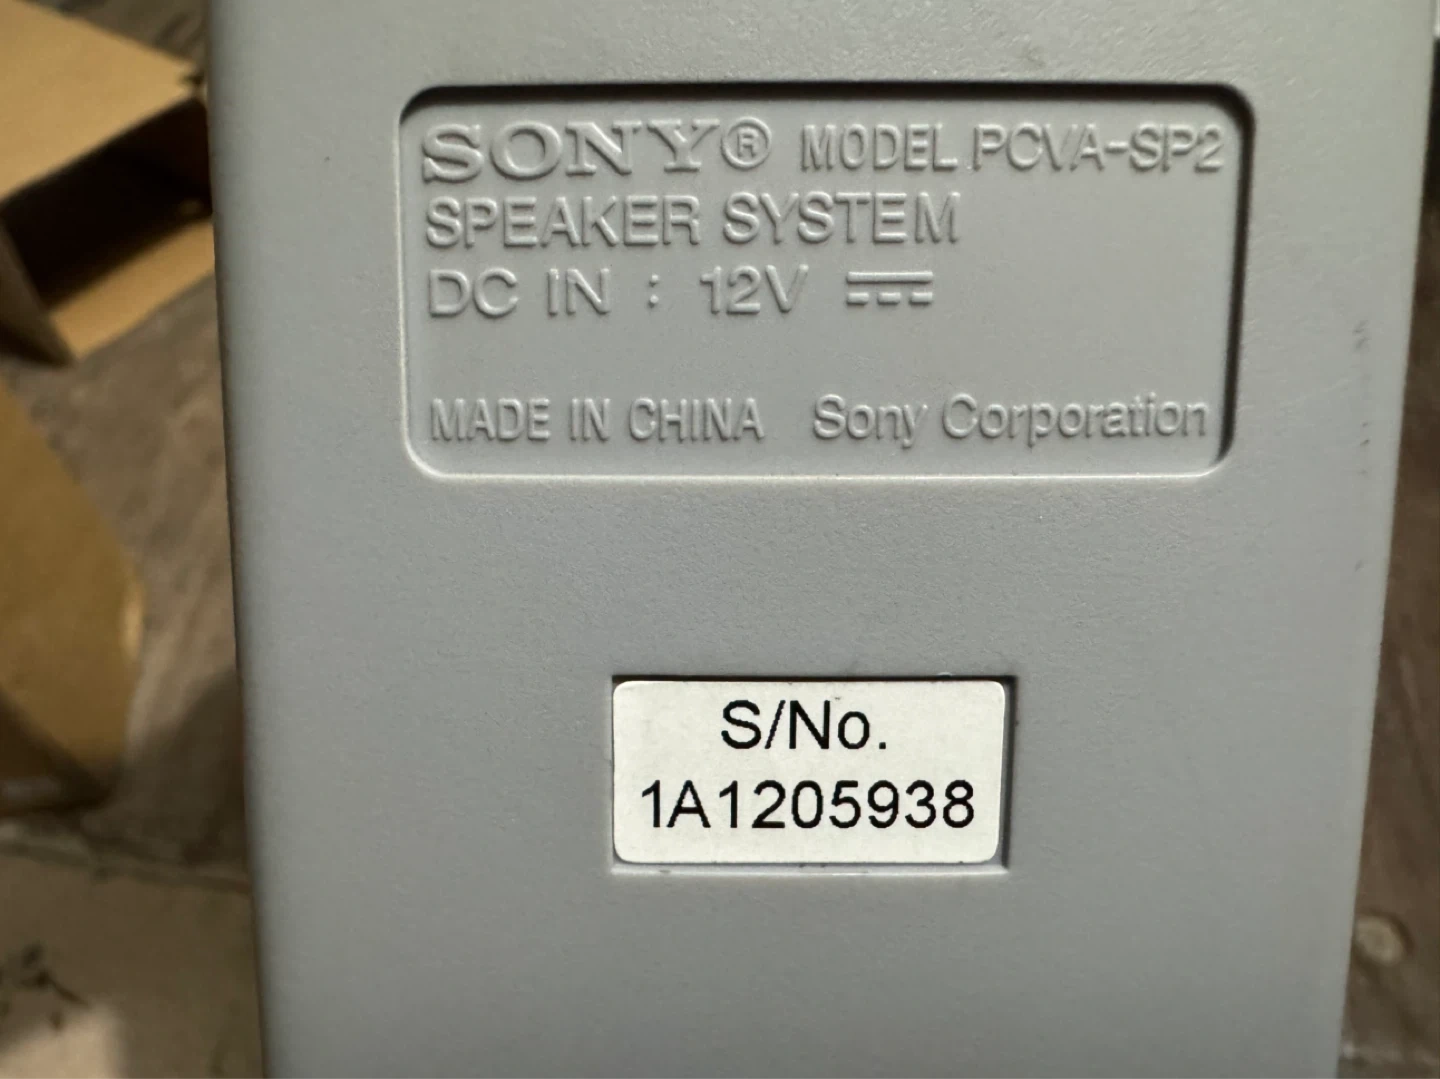 SONY® MODEL PCVA-SP2
SPEAKER SYSTEM
DC IN : 12V ⎓
MADE IN CHINA Sony Corporation
S/No.
1A1205938